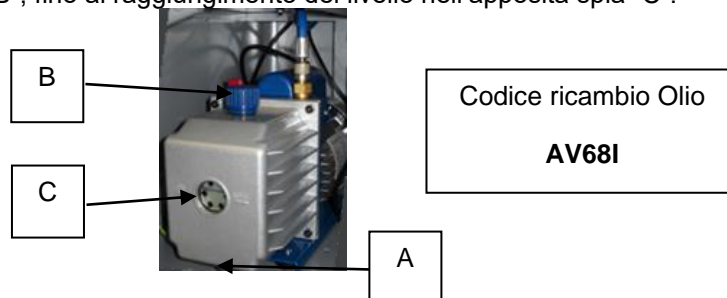 B", fino al raggiungimento del livello nell'apposita spia "C".
B
Codice ricambio Olio
AV68I
C
A